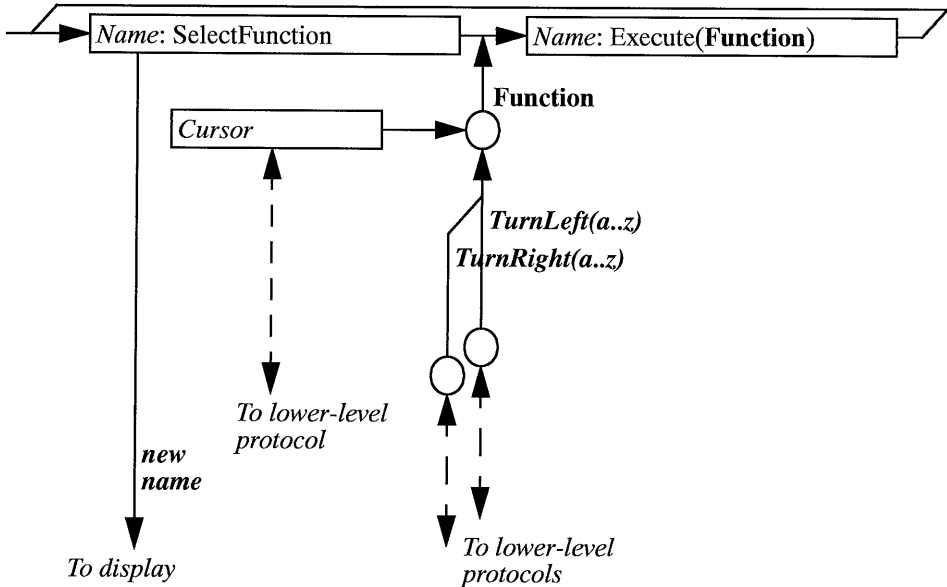 Name: SelectFunction
Name: Execute(Function)
Function
Cursor
TurnLeft(a..z)
TurnRight(a..z)
To lower-level
protocol
new
name
To display
To lower-level
protocols